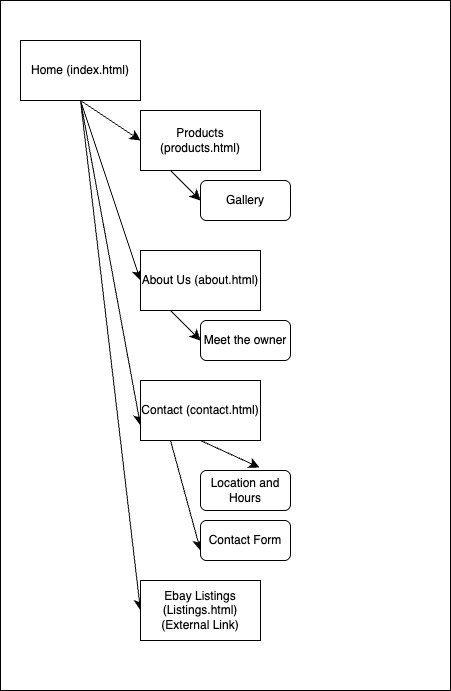 Home (index.html)
Products
(products.html)
Gallery
About Us (about.html)
Meet the owner
Contact (contact.html)
Location and
Hours
Contact Form
Ebay Listings
(Listings.html)
(External Link)